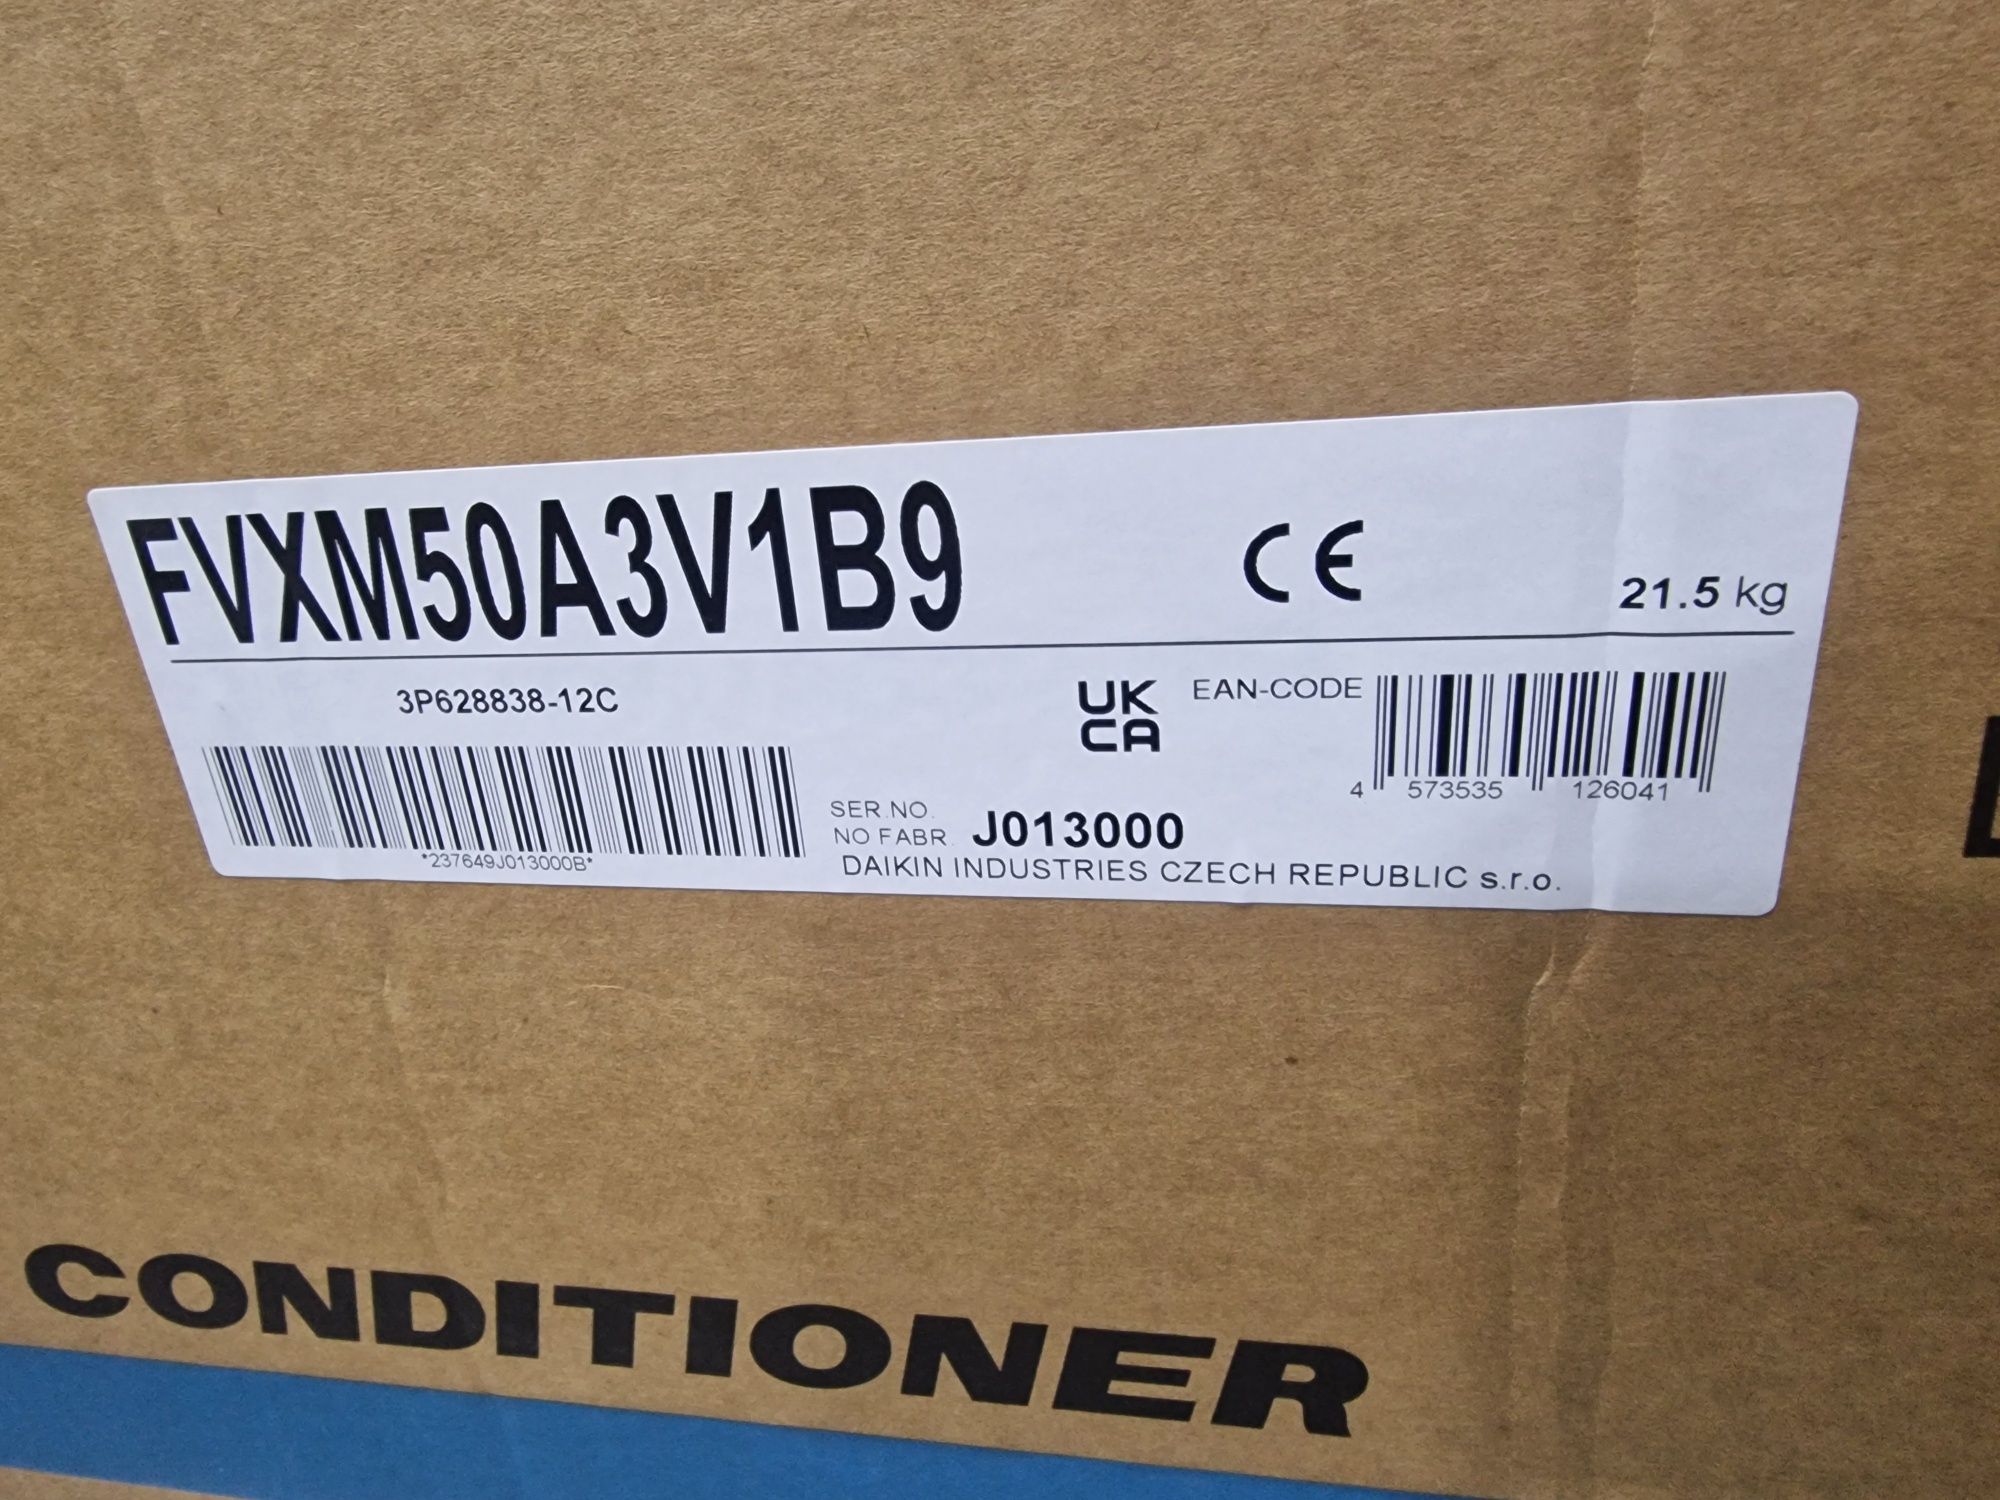 FVXM50A3V1B9
CE
21.5 kg
3P628838-12C
UK
CA
EAN-CODE
4 573535 126041
*237649J013000B*
SER.NO.
NO FABR. J013000
DAIKIN INDUSTRIES CZECH REPUBLIC s.r.o.
CONDITIONER